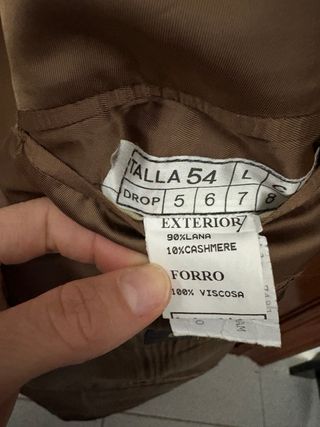 TALLA 54 L C
DROP 5 6 7 8
EXTERIOR
90%LANA
10%CASHMERE
FORRO
100% VISCOSA